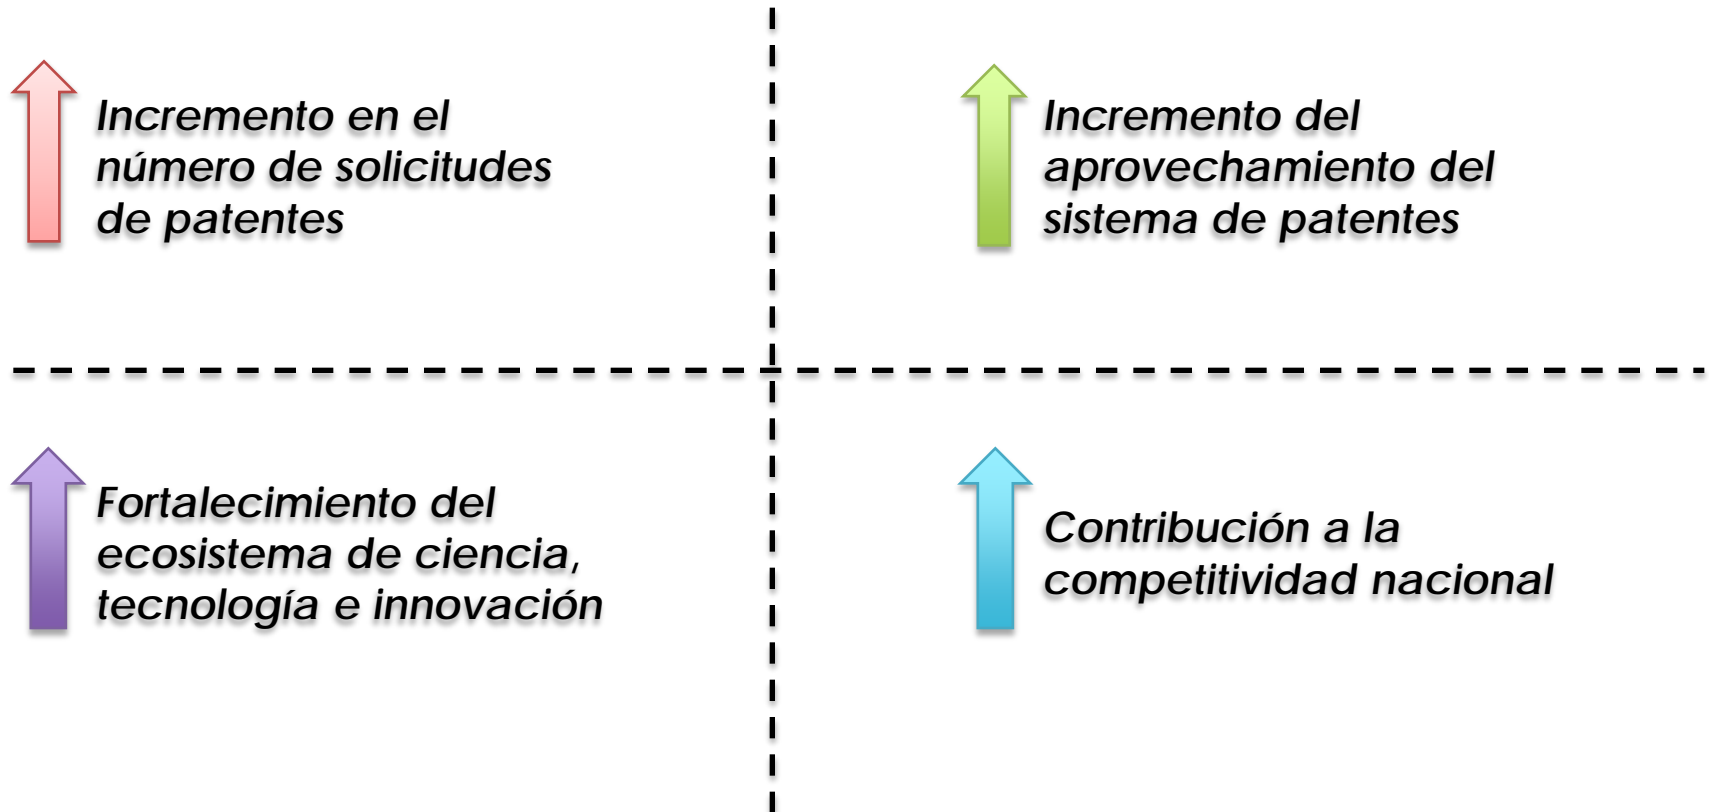 Incremento en el
número de solicitudes
de patentes
Incremento del
aprovechamiento del
sistema de patentes
Fortalecimiento del
ecosistema de ciencia,
tecnología e innovación
Contribución a la
competitividad nacional